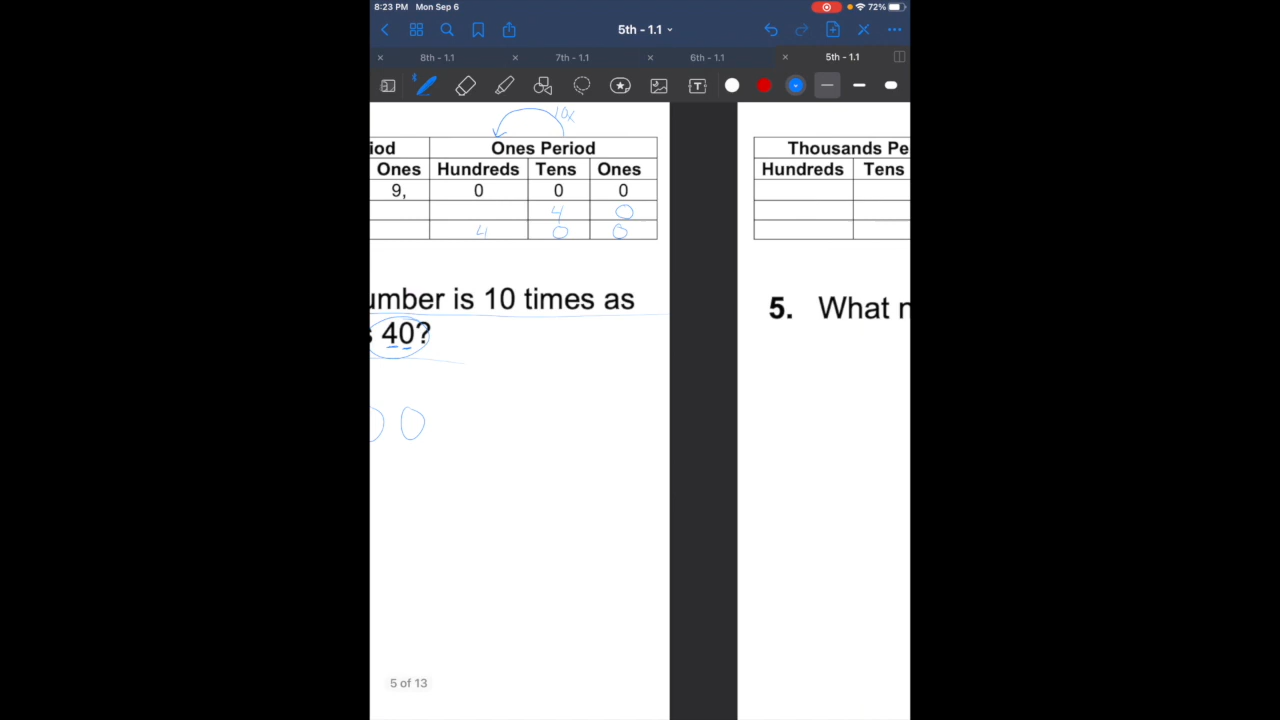 8:23 PM Mon Sep 6 72%
5th - 1.1
8th - 1.1 7th - 1.1 6th - 1.1 5th - 1.1
T
10x
iod Ones Period
Ones Hundreds Tens Ones
9, 0 0 0
4 0
4 0 0
umber is 10 times as
s 40?
0 0
5 of 13
Thousands Pe
Hundreds Tens
5. What n